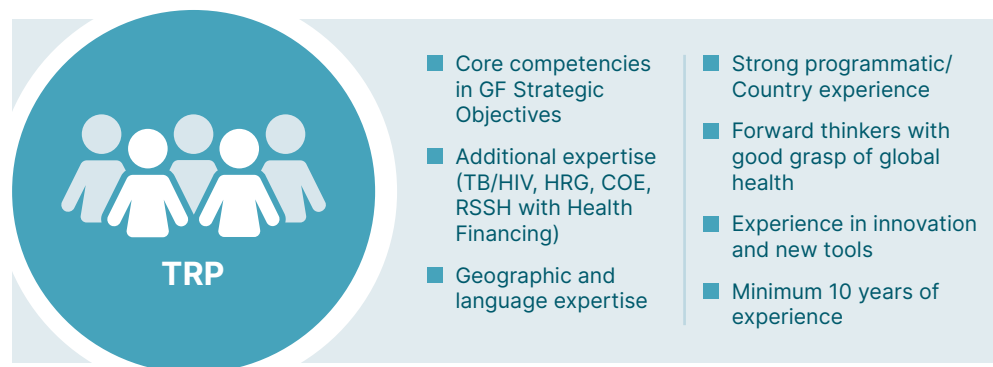 TRP
Core competencies
in GF Strategic
Objectives
Additional expertise
(TB/HIV, HRG, COE,
RSSH with Health
Financing)
Geographic and
language expertise
Strong programmatic/
Country experience
Forward thinkers with
good grasp of global
health
Experience in innovation
and new tools
Minimum 10 years of
experience